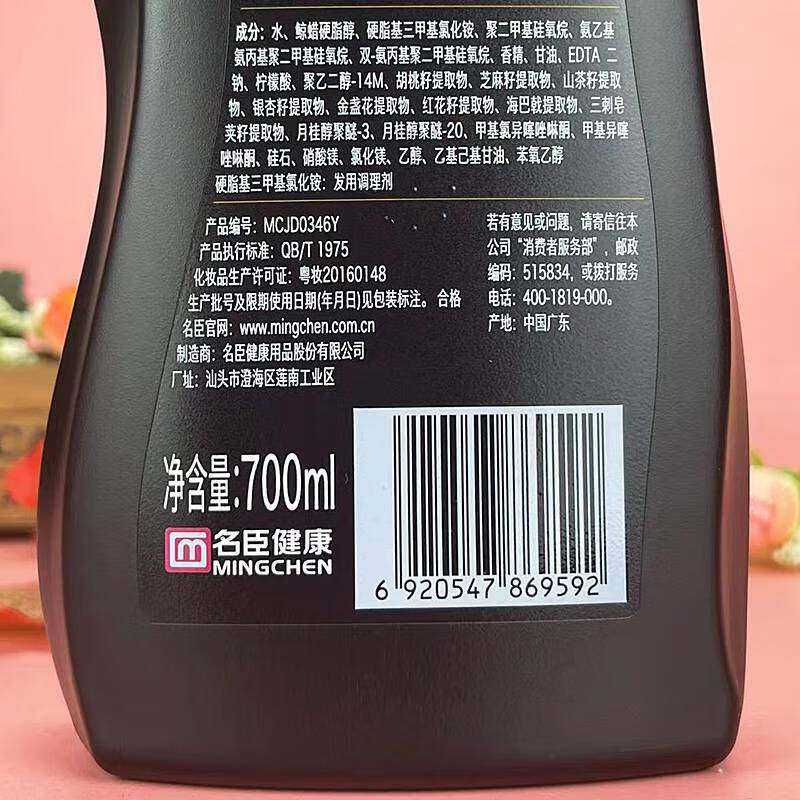 成分：水、鲸蜡硬脂醇、硬脂基三甲基氯化铵、聚二甲基硅氧烷、氨乙基
氨丙基聚二甲基硅氧烷、双-氨丙基聚二甲基硅氧烷、香精、甘油、EDTA 二
钠、柠檬酸、聚乙二醇-14M、胡桃籽提取物、芝麻籽提取物、山茶籽提取
物、银杏籽提取物、金盏花提取物、红花籽提取物、海巴戟提取物、三刺皂
荚籽提取物、月桂醇聚醚-3、月桂醇聚醚-20、甲基氯异噻唑啉酮、甲基异噻
唑啉酮、硅石、硝酸镁、氯化镁、乙醇、乙基己基甘油、苯氧乙醇
硬脂基三甲基氯化铵：发用调理剂
产品编号：MCJD0346Y
产品执行标准：QB/T 1975
化妆品生产许可证：粤妆20160148
生产批号及限期使用日期(年月日)见包装标注。 合格
名臣官网：www.mingchen.com.cn
制造商：名臣健康用品股份有限公司
厂址：汕头市澄海区莲南工业区
若有意见或问题，请寄信往本
公司“消费者服务部”，邮政
编码：515834，或拨打服务
电话：400-1819-000。
产地：中国广东
净含量:700ml
m 名臣健康
MINGCHEN
6 920547 869592